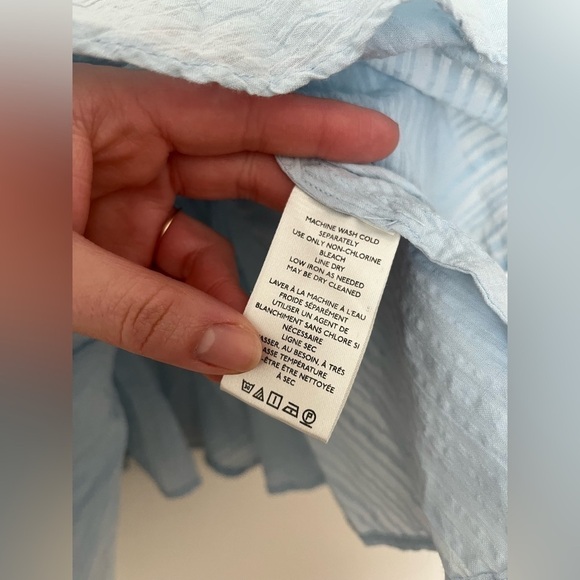 MACHINE WASH COLD
SEPARATELY
USE ONLY NON-CHLORINE
BLEACH
LINE DRY
LOW IRON AS NEEDED
MAY BE DRY CLEANED
LAVER À LA MACHINE À L'EAU
FROIDE SÉPARÉMENT
UTILISER UN AGENT DE
BLANCHIMENT SANS CHLORE SI
NÉCESSAIRE
LIGNE SEC
ASSER, AU BESOIN, À TRÈS
ASSE TEMPÉRATURE
ÊTRE NETTOYÉE
À SEC
P